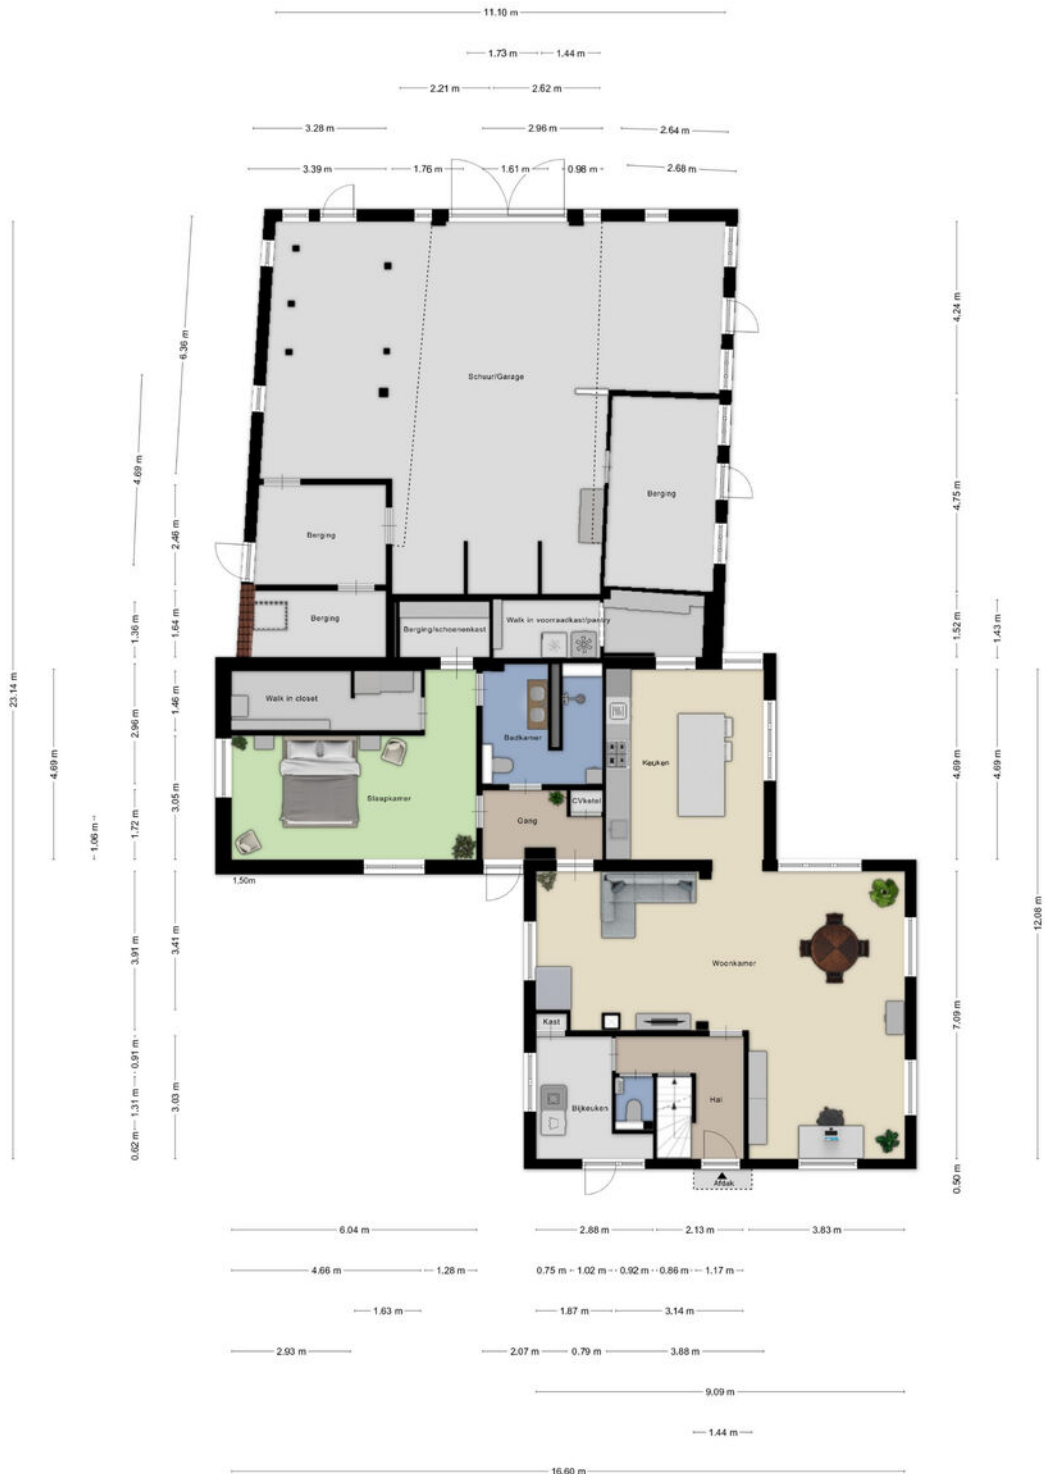 11.10 m
1.73 m
1.44 m
2.21 m
2.62 m
3.28 m
2.96 m
2.64 m
3.39 m
1.76 m
1.61 m
0.98 m
2.68 m
6.36 m
4.24 m
Schuur/Garage
4.69 m
Berging
4.75 m
2.46 m
Berging
Berging
1.36 m
1.64 m
Berging/schoenenkast
Walk in voorraadkast/pantry
1.52 m
1.43 m
23.14 m
4.69 m
2.96 m
1.46 m
Walk in closet
Badkamer
Keuken
4.69 m
4.69 m
1.06 m
1.72 m
3.05 m
Slaapkamer
CVketel
Gang
1,50m
12.08 m
3.91 m
3.41 m
Woonkamer
7.09 m
Kast
0.91 m
1.31 m
0.62 m
3.03 m
Bijkeuken
Hal
Afdak
0.50 m
6.04 m
2.88 m
2.13 m
3.83 m
4.66 m
1.28 m
0.75 m
1.02 m
0.92 m
0.86 m
1.17 m
1.63 m
1.87 m
3.14 m
2.93 m
2.07 m
0.79 m
3.88 m
9.09 m
1.44 m
16.60 m